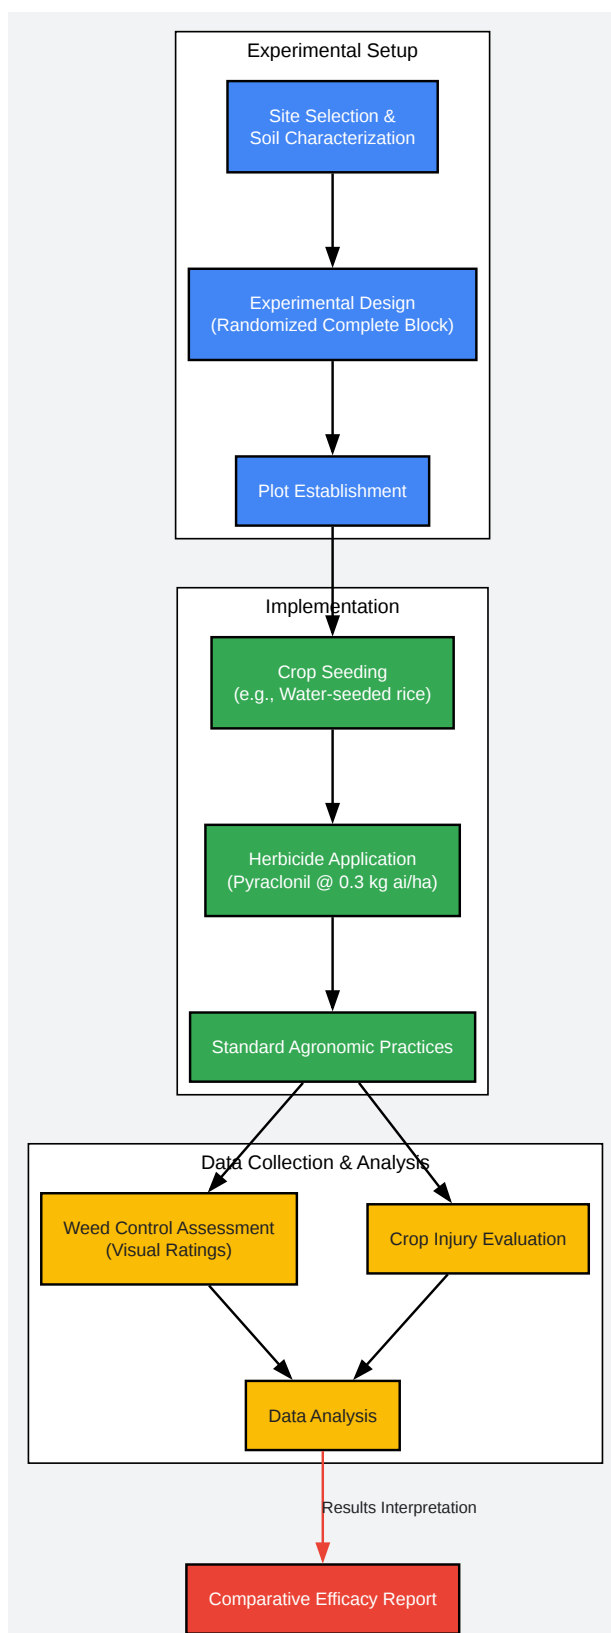 Experimental Setup
Site Selection &
Soil Characterization
Experimental Design
(Randomized Complete Block)
Plot Establishment
Implementation
Crop Seeding
(e.g., Water-seeded rice)
Herbicide Application
(Pyraclonil @ 0.3 kg ai/ha)
Standard Agronomic Practices
Data Collection & Analysis
Weed Control Assessment
(Visual Ratings)
Crop Injury Evaluation
Data Analysis
Results Interpretation
Comparative Efficacy Report